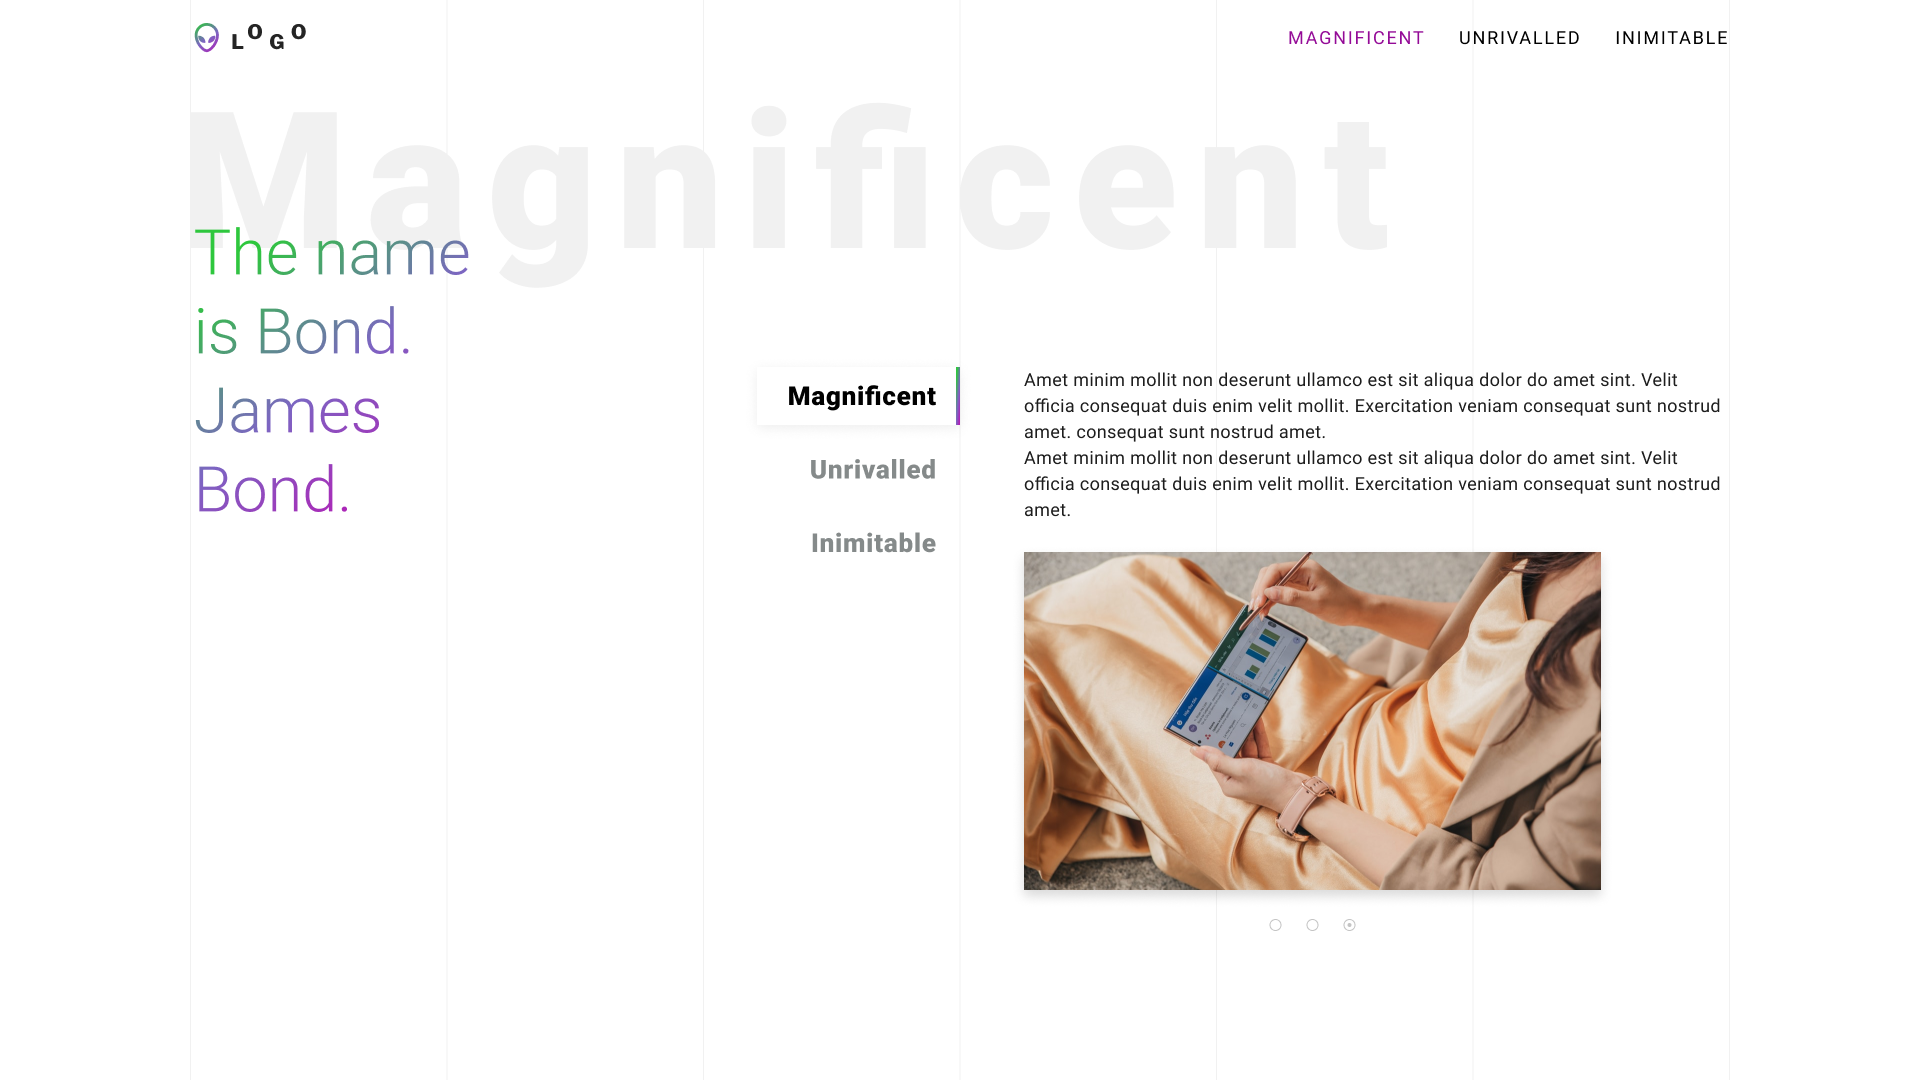 LOGO
MAGNIFICENT UNRIVALLED INIMITABLE
Magnificent
The name
is Bond.
James
Bond.
Magnificent
Unrivalled
Inimitable
Amet minim mollit non deserunt ullamco est sit aliqua dolor do amet sint. Velit
officia consequat duis enim velit mollit. Exercitation veniam consequat sunt nostrud
amet. consequat sunt nostrud amet.
Amet minim mollit non deserunt ullamco est sit aliqua dolor do amet sint. Velit
officia consequat duis enim velit mollit. Exercitation veniam consequat sunt nostrud
amet.